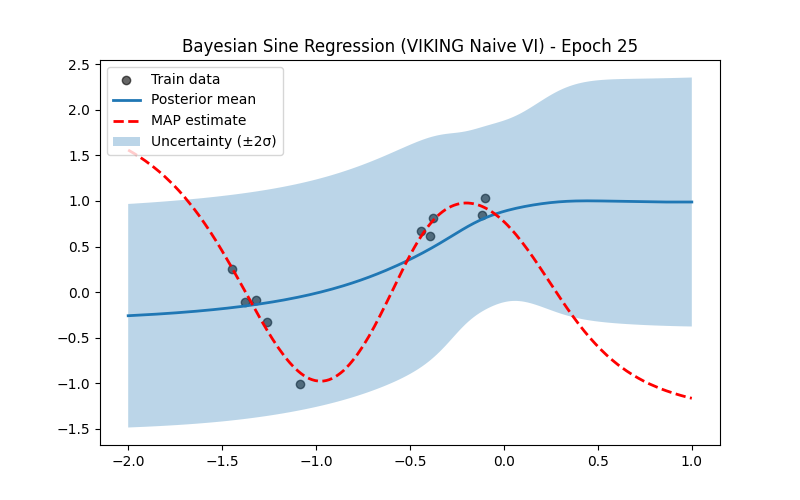 Bayesian Sine Regression (VIKING Naive VI) - Epoch 25
2.5
2.0
1.5
1.0
0.5
0.0
−0.5
−1.0
−1.5
Train data
Posterior mean
MAP estimate
Uncertainty (±2σ)
−2.0 −1.5 −1.0 −0.5 0.0 0.5 1.0